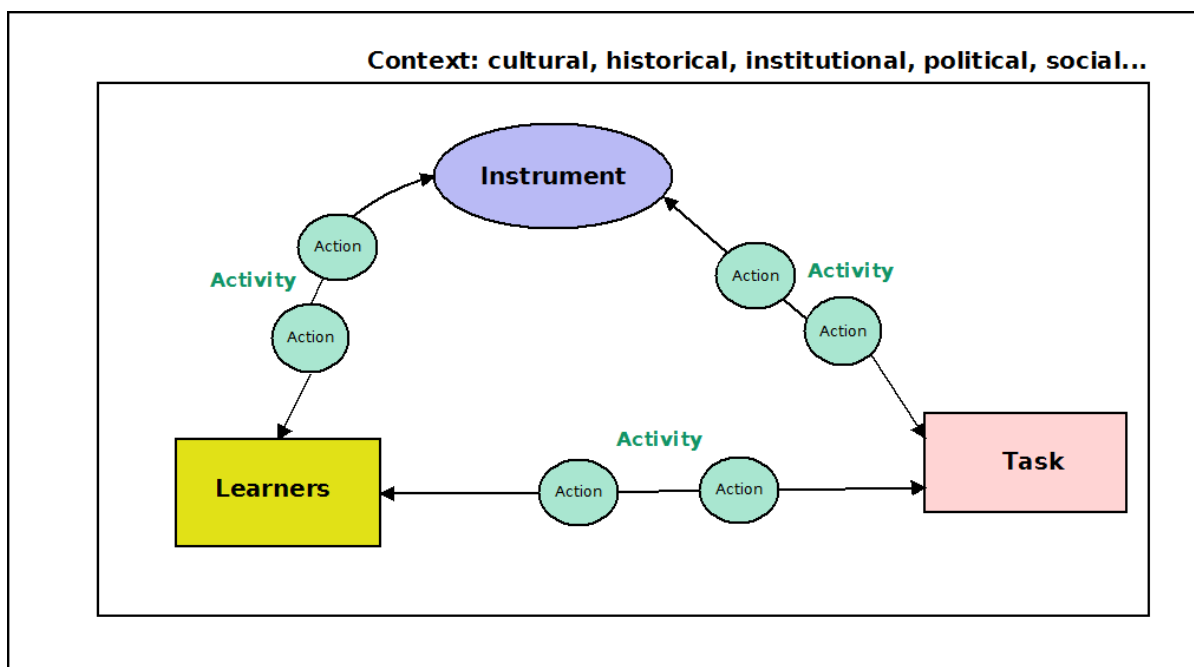 Context: cultural, historical, institutional, political, social...
Instrument
Action
Activity
Action
Action
Activity
Action
Learners
Activity
Action
Action
Task